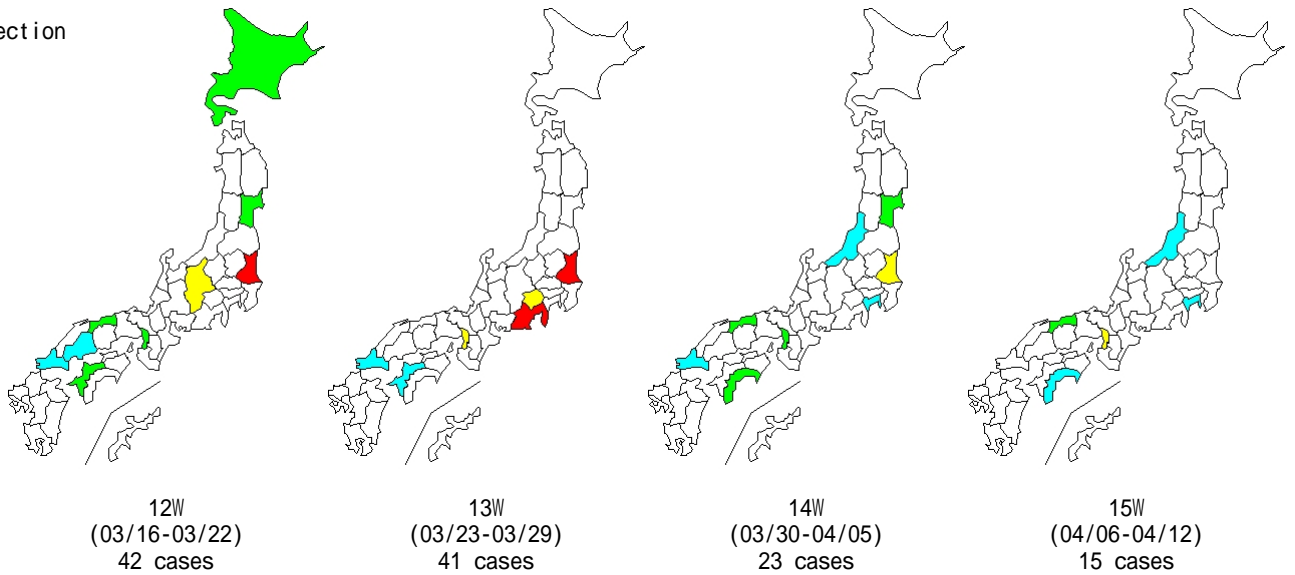 ection
12W
(03/16-03/22)
42 cases
13W
(03/23-03/29)
41 cases
14W
(03/30-04/05)
23 cases
15W
(04/06-04/12)
15 cases